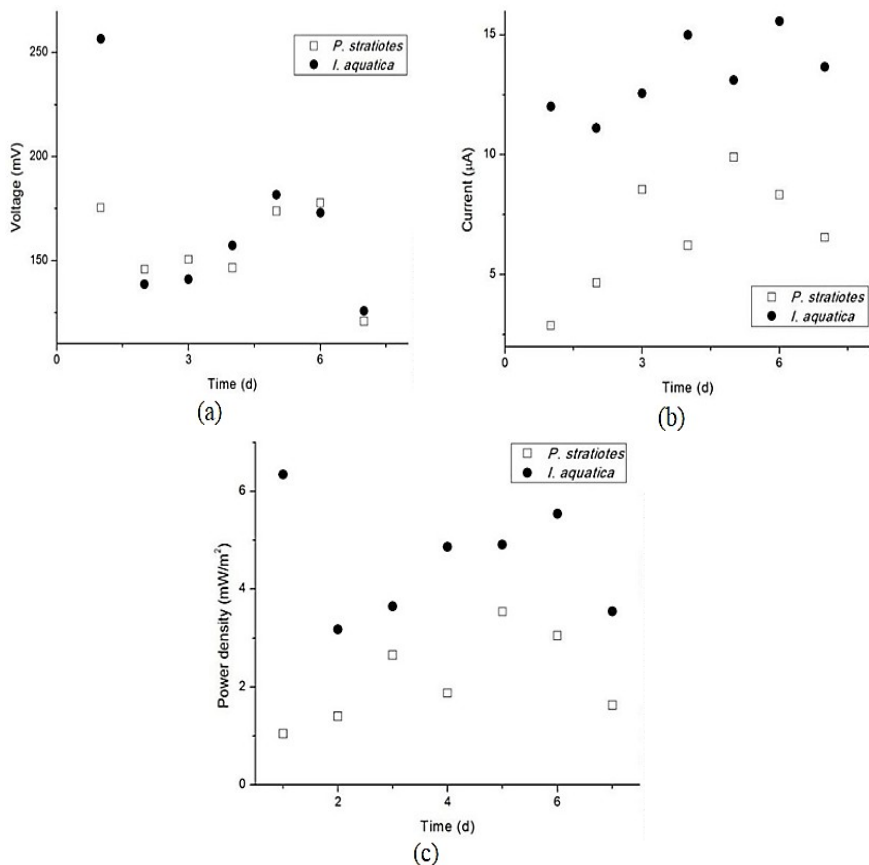 P. stratiotes
I. aquatica
250
200
150
Voltage (mV)
0
3
6
Time (d)
(a)
15
10
5
Current (μA)
P. stratiotes
I. aquatica
0
3
6
Time (d)
(b)
P. stratiotes
I. aquatica
6
4
2
0
Power density (mW/m²)
2
4
6
Time (d)
(c)